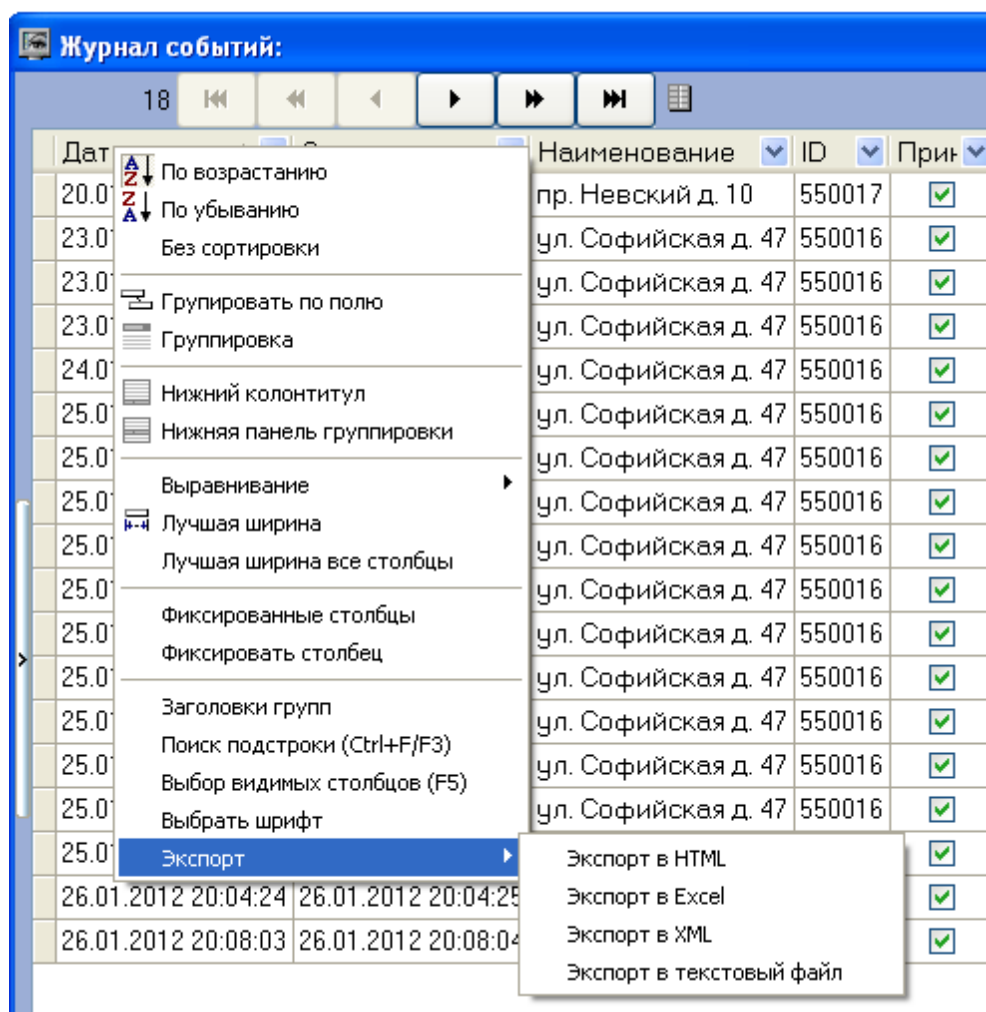 Журнал событий:
18
Наименование ID
По возрастанию
По убыванию
Без сортировки
Групировать по полю
Группировка
Нижний колонтитул
Нижняя панель группировки
Выравнивание
Лучшая ширина
Лучшая ширина все столбцы
Фиксированные столбцы
Фиксировать столбец
Заголовки групп
Поиск подстроки (Ctrl+F/F3)
Выбор видимых столбцов (F5)
Выбрать шрифт
Экспорт
Экспорт в HTML
Экспорт в Excel
Экспорт в XML
Экспорт в текстовый файл
пр. Невский д. 10 550017
ул. Софийская д. 47 550016
ул. Софийская д. 47 550016
ул. Софийская д. 47 550016
ул. Софийская д. 47 550016
ул. Софийская д. 47 550016
ул. Софийская д. 47 550016
ул. Софийская д. 47 550016
ул. Софийская д. 47 550016
ул. Софийская д. 47 550016
ул. Софийская д. 47 550016
ул. Софийская д. 47 550016
ул. Софийская д. 47 550016
ул. Софийская д. 47 550016
ул. Софийская д. 47 550016
26.01.2012 20:04:24 26.01.2012 20:04:25
26.01.2012 20:08:03 26.01.2012 20:08:04